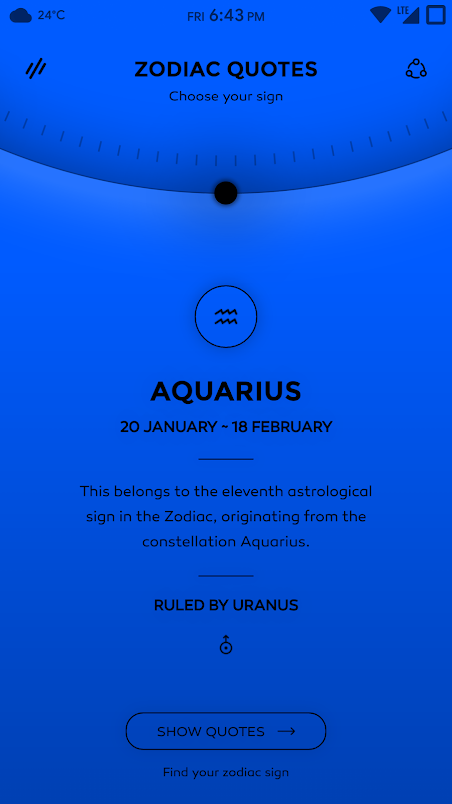 24°C FRI 6:43 PM LTE
ZODIAC QUOTES
Choose your sign
AQUARIUS
20 JANUARY ~ 18 FEBRUARY
This belongs to the eleventh astrological
sign in the Zodiac, originating from the
constellation Aquarius.
RULED BY URANUS
SHOW QUOTES
Find your zodiac sign